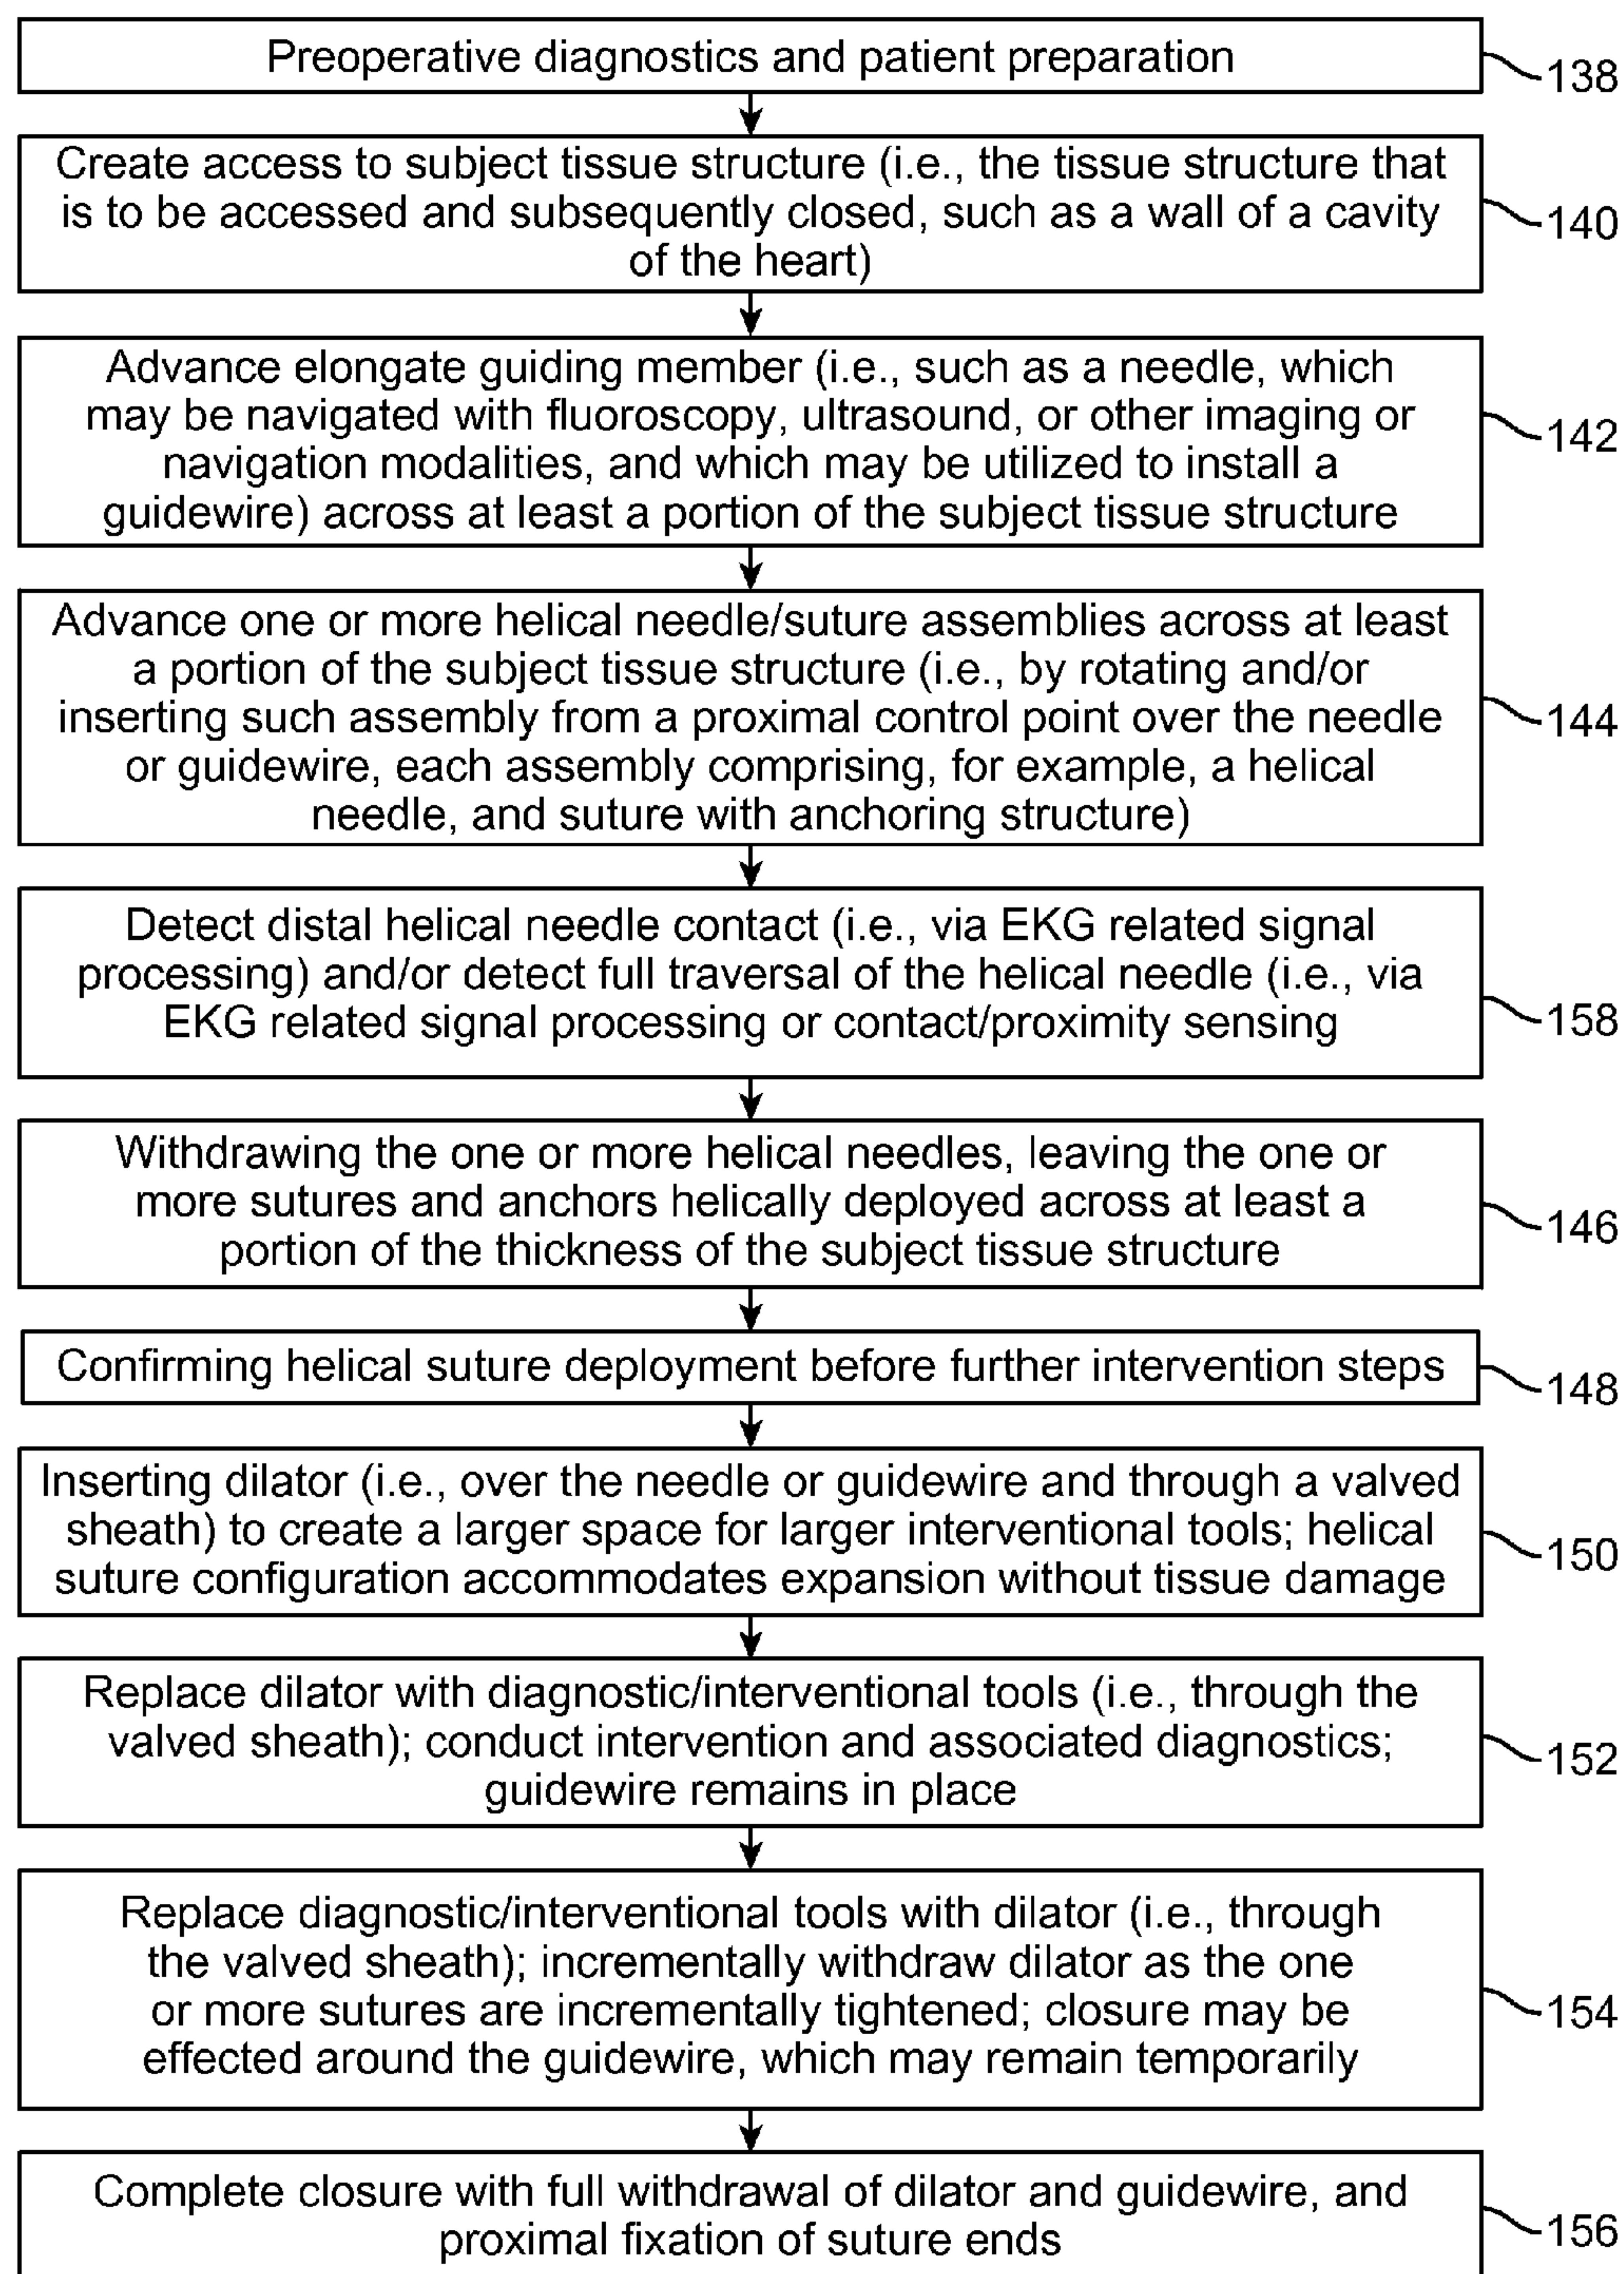 Preoperative diagnostics and patient preparation
138
Create access to subject tissue structure (i.e., the tissue structure that
is to be accessed and subsequently closed, such as a wall of a cavity
of the heart)
140
Advance elongate guiding member (i.e., such as a needle, which
may be navigated with fluoroscopy, ultrasound, or other imaging or
navigation modalities, and which may be utilized to install a
guidewire) across at least a portion of the subject tissue structure
142
Advance one or more helical needle/suture assemblies across at least
a portion of the subject tissue structure (i.e., by rotating and/or
inserting such assembly from a proximal control point over the needle
or guidewire, each assembly comprising, for example, a helical
needle, and suture with anchoring structure)
144
Detect distal helical needle contact (i.e., via EKG related signal
processing) and/or detect full traversal of the helical needle (i.e., via
EKG related signal processing or contact/proximity sensing
158
Withdrawing the one or more helical needles, leaving the one or
more sutures and anchors helically deployed across at least a
portion of the thickness of the subject tissue structure
146
Confirming helical suture deployment before further intervention steps
148
Inserting dilator (i.e., over the needle or guidewire and through a valved
sheath) to create a larger space for larger interventional tools; helical
suture configuration accommodates expansion without tissue damage
150
Replace dilator with diagnostic/interventional tools (i.e., through the
valved sheath); conduct intervention and associated diagnostics;
guidewire remains in place
152
Replace diagnostic/interventional tools with dilator (i.e., through
the valved sheath); incrementally withdraw dilator as the one
or more sutures are incrementally tightened; closure may be
effected around the guidewire, which may remain temporarily
154
Complete closure with full withdrawal of dilator and guidewire, and
proximal fixation of suture ends
156